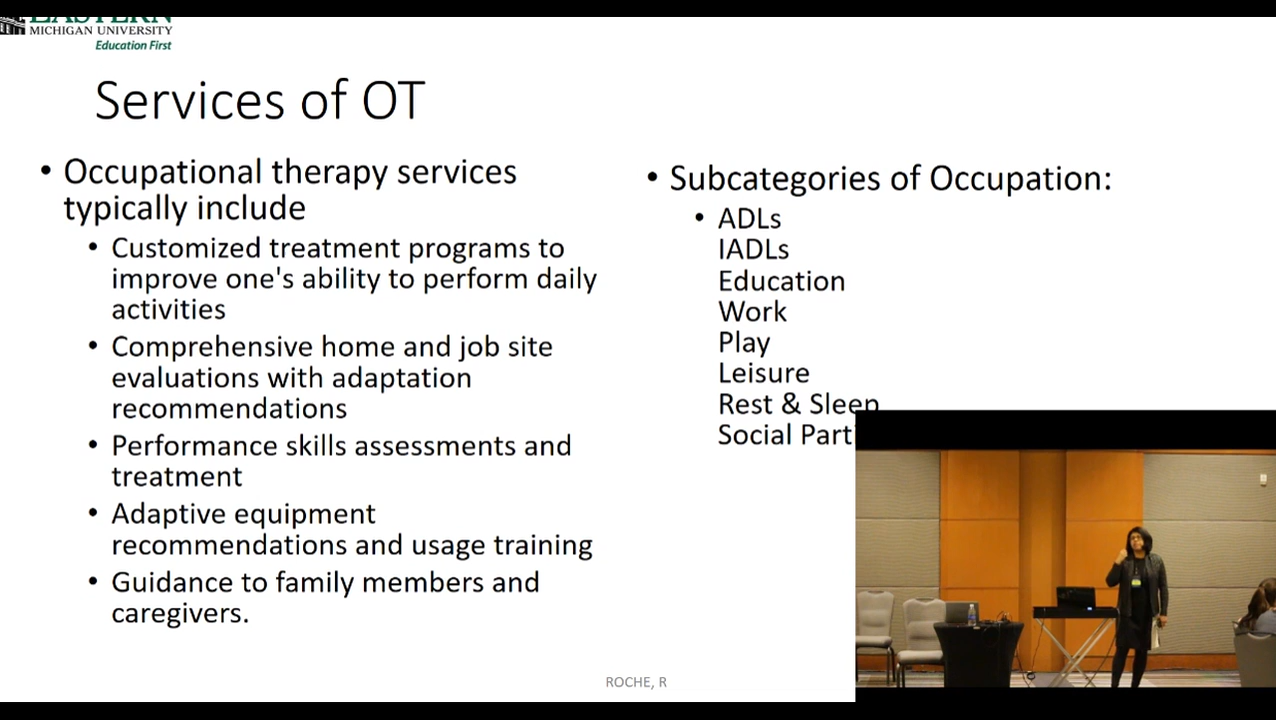 EASTERN
MICHIGAN UNIVERSITY
Education First
Services of OT
• Occupational therapy services
typically include
• Customized treatment programs to
improve one's ability to perform daily
activities
• Comprehensive home and job site
evaluations with adaptation
recommendations
• Performance skills assessments and
treatment
• Adaptive equipment
recommendations and usage training
• Guidance to family members and
caregivers.
• Subcategories of Occupation:
• ADLs
IADLs
Education
Work
Play
Leisure
Rest & Sleep
Social
ROCHE, R